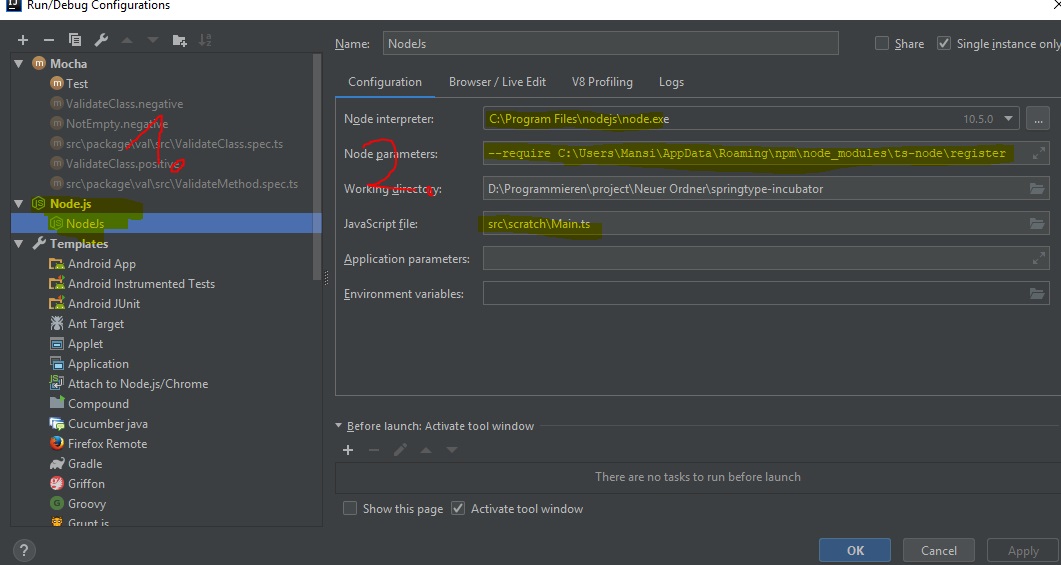 Run/Debug Configurations
Name: NodeJs
Share
Single instance only
Mocha
Test
ValidateClass.negative
NotEmpty.negative
src\package\val\src\ValidateClass.spec.ts
ValidateClass.positive
src\package\val\src\ValidateMethod.spec.ts
Node.js
NodeJs
Templates
Android App
Android Instrumented Tests
Android JUnit
Ant Target
Applet
Application
Attach to Node.js/Chrome
Compound
Cucumber java
Firefox Remote
Gradle
Griffon
Groovy
Grunt.js
1.
2.
Configuration Browser / Live Edit V8 Profiling Logs
Node interpreter: C:\Program Files\nodejs\node.exe 10.5.0 ...
Node parameters: --require C:\Users\Mansi\AppData\Roaming\npm\node_modules\ts-node\register
Working directory: D:\Programmieren\project\Neuer Ordner\springtype-incubator
JavaScript file: src\scratch\Main.ts
Application parameters:
Environment variables:
Before launch: Activate tool window
There are no tasks to run before launch
Show this page Activate tool window
? OK Cancel Apply